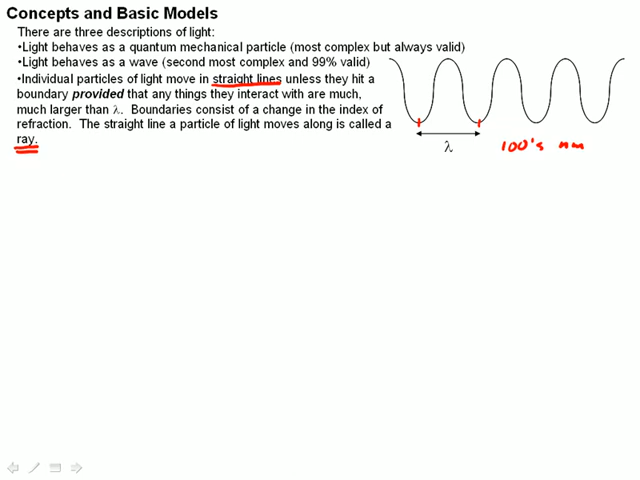 Concepts and Basic Models
There are three descriptions of light:
•Light behaves as a quantum mechanical particle (most complex but always valid)
•Light behaves as a wave (second most complex and 99% valid)
•Individual particles of light move in straight lines unless they hit a
boundary provided that any things they interact with are much,
much larger than λ. Boundaries consist of a change in the index of
refraction. The straight line a particle of light moves along is called a
ray.
λ
100's nm